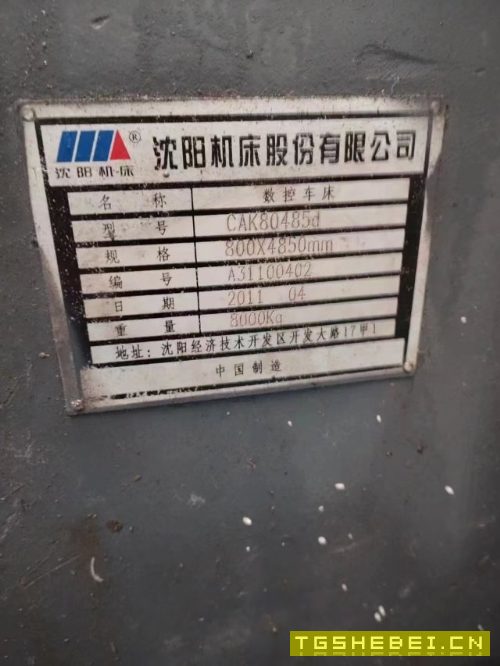 沈阳机床股份有限公司
沈阳机床
名称 数控车床
型号 CAK80485d
规格 800X4850mm
编号 A31100402
日期 2011 04
重量 8000Kg
地址: 沈阳经济技术开发区开发大路17甲1
中国制造
TGSHEBEI.CN